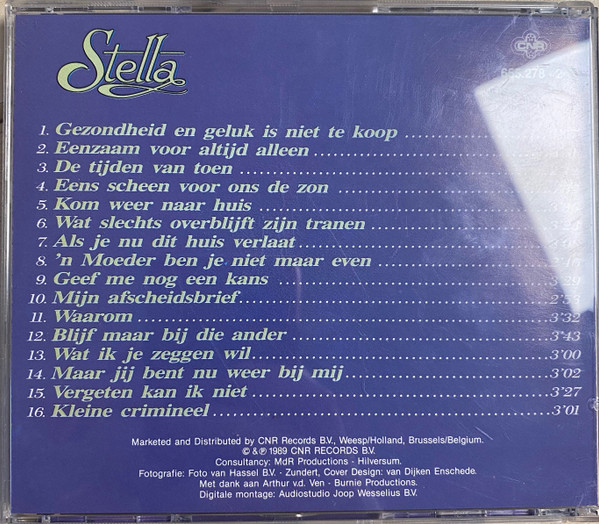 Stella
CNR
655.278
1. Gezondheid en geluk is niet te koop
2. Eenzaam voor altijd alleen
3. De tijden van toen
4. Eens scheen voor ons de zon
5. Kom weer naar huis
6. Wat slechts overblijft zijn tranen
7. Als je nu dit huis verlaat
8. 'n Moeder ben je niet maar even
9. Geef me nog een kans
10. Mijn afscheidsbrief 2'53
11. Waarom 3'32
12. Blijf maar bij die ander 3'43
13. Wat ik je zeggen wil 3'00
14. Maar jij bent nu weer bij mij 3'02
15. Vergeten kan ik niet 3'27
16. Kleine crimineel 3'01
Marketed and Distributed by CNR Records B.V., Weesp/Holland, Brussels/Belgium.
© & ℗ 1989 CNR RECORDS B.V.
Consultancy: MdR Productions - Hilversum.
Fotografie: Foto van Hassel B.V. - Zundert, Cover Design: van Dijken Enschede.
Met dank aan Arthur v.d. Ven - Burnie Productions.
Digitale montage: Audiostudio Joop Wesselius B.V.